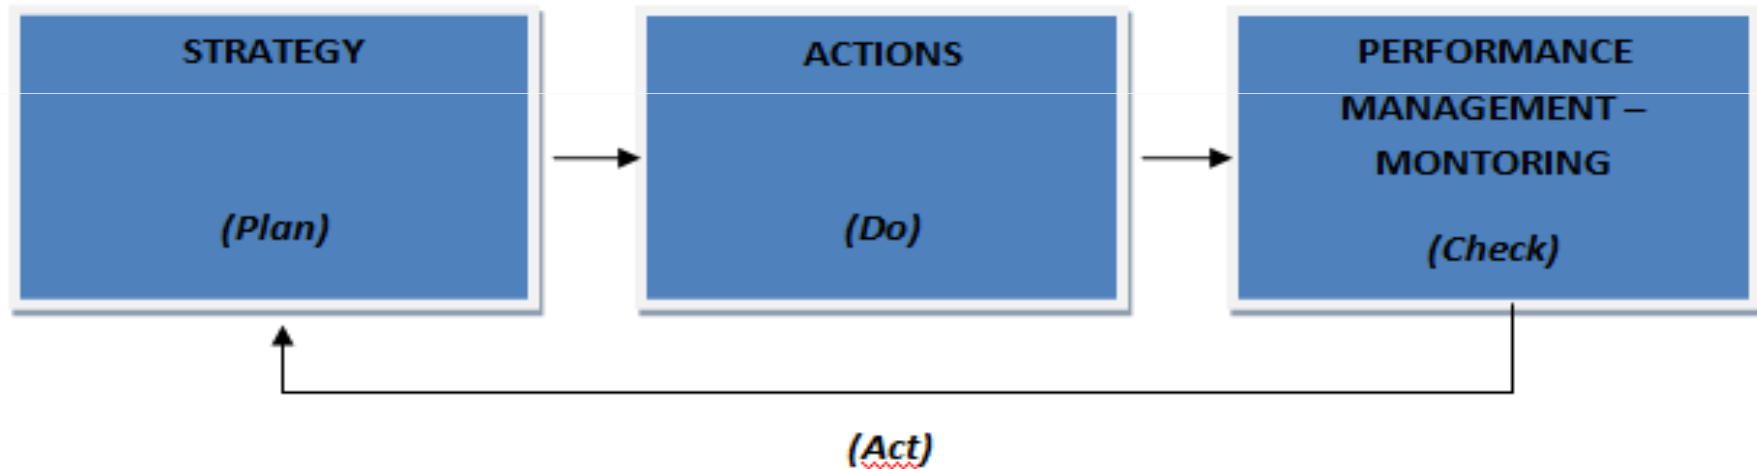 STRATEGY
(Plan)
ACTIONS
(Do)
PERFORMANCE
MANAGEMENT –
MONTORING
(Check)
(Act)